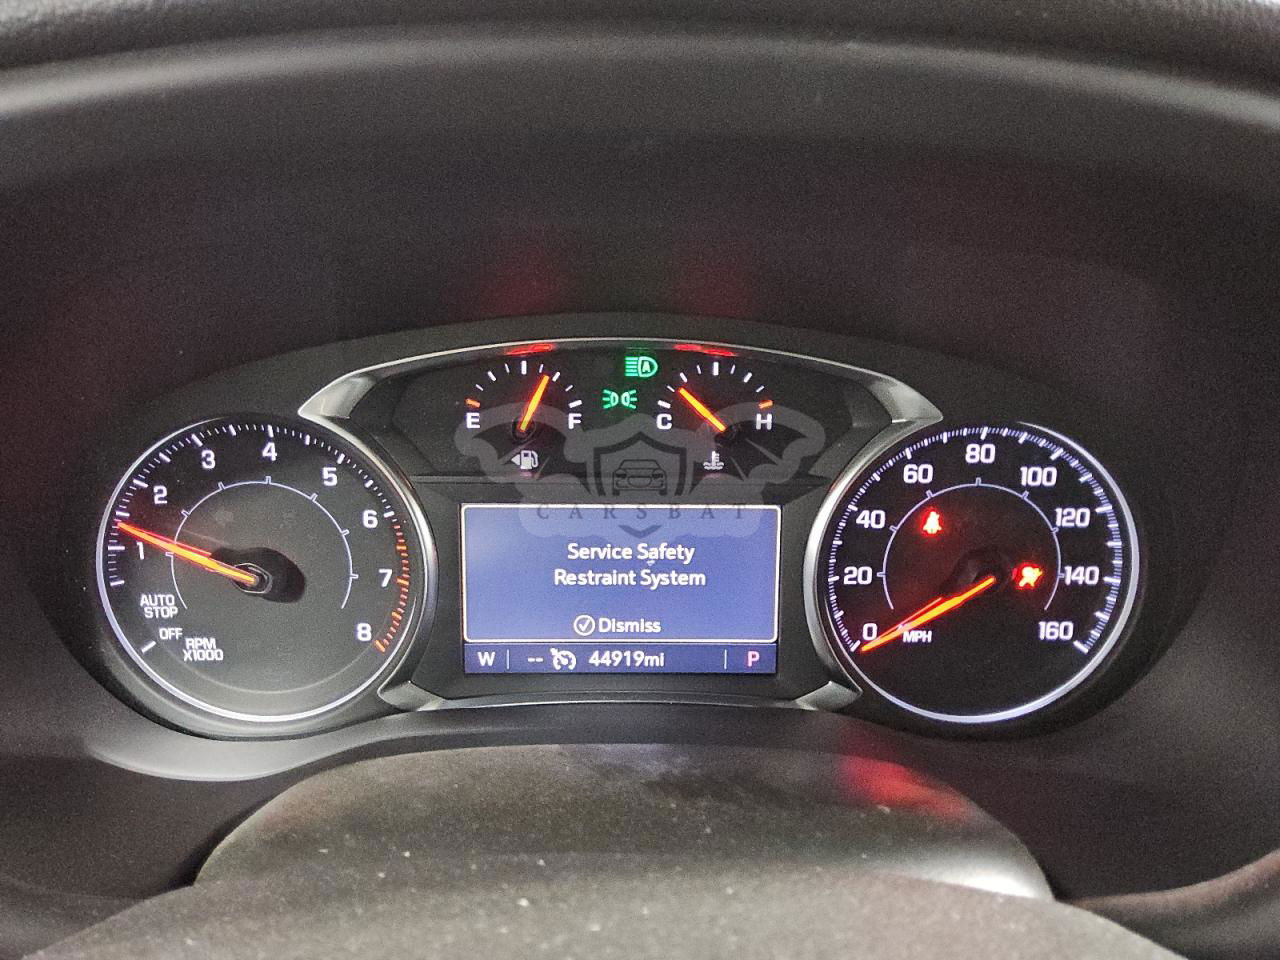 E
F
A
C
H
CARSBAT
OFF
AUTO
STOP
1
2
3
4
5
6
7
8
RPM
X1000
Service Safety
Restraint System
Dismiss
W -- 44919mi P
0
20
40
60
80
100
120
140
160
MPH